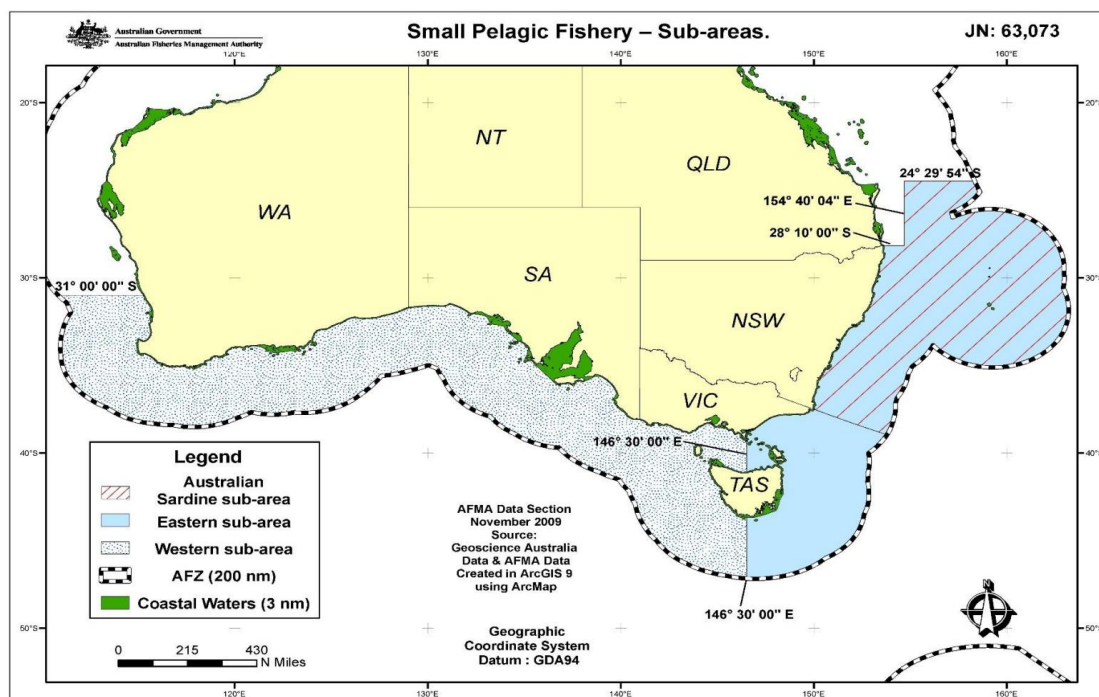 Australian Government
Australian Fisheries Management Authority
Small Pelagic Fishery – Sub-areas.
JN: 63,073
120°E
130°E
140°E
150°E
160°E
20°S
20°S
NT
QLD
24° 29' 54" S
154° 40' 04" E
WA
28° 10' 00" S
SA
30°S
31° 00' 00" S
30°S
NSW
VIC
146° 30' 00" E
40°S
40°S
TAS
Legend
Australian
Sardine sub-area
Eastern sub-area
Western sub-area
AFZ (200 nm)
Coastal Waters (3 nm)
AFMA Data Section
November 2009
Source:
Geoscience Australia
Data & AFMA Data
Created in ArcGIS 9
using ArcMap
146° 30' 00" E
Geographic
Coordinate System
Datum : GDA94
50°S
50°S
0 215 430
N Miles
120°E
130°E
140°E
150°E
160°E